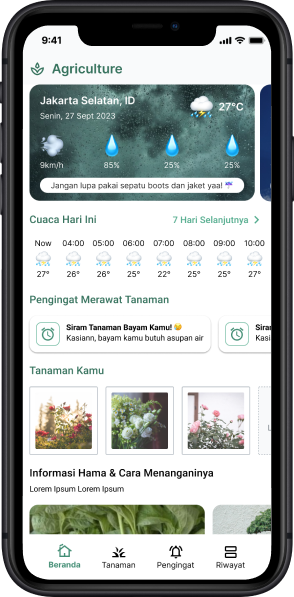 9:41
Agriculture
Jakarta Selatan, ID
27°C
Senin, 27 Sept 2023
9km/h 85% 25% 25%
Jangan lupa pakai sepatu boots dan jaket yaa! ☔
Cuaca Hari Ini 7 Hari Selanjutnya >
Now 04:00 05:00 06:00 07:00 08:00 09:00 10:00
27° 26° 26° 25° 22° 25° 25° 27°
Pengingat Merawat Tanaman
Siram Tanaman Bayam Kamu! 😉 Siran
Kasiann, bayam kamu butuh asupan air Kasi
Tanaman Kamu
Informasi Hama & Cara Menanganinya
Lorem Ipsum Lorem Ipsum
Beranda Tanaman Pengingat Riwayat